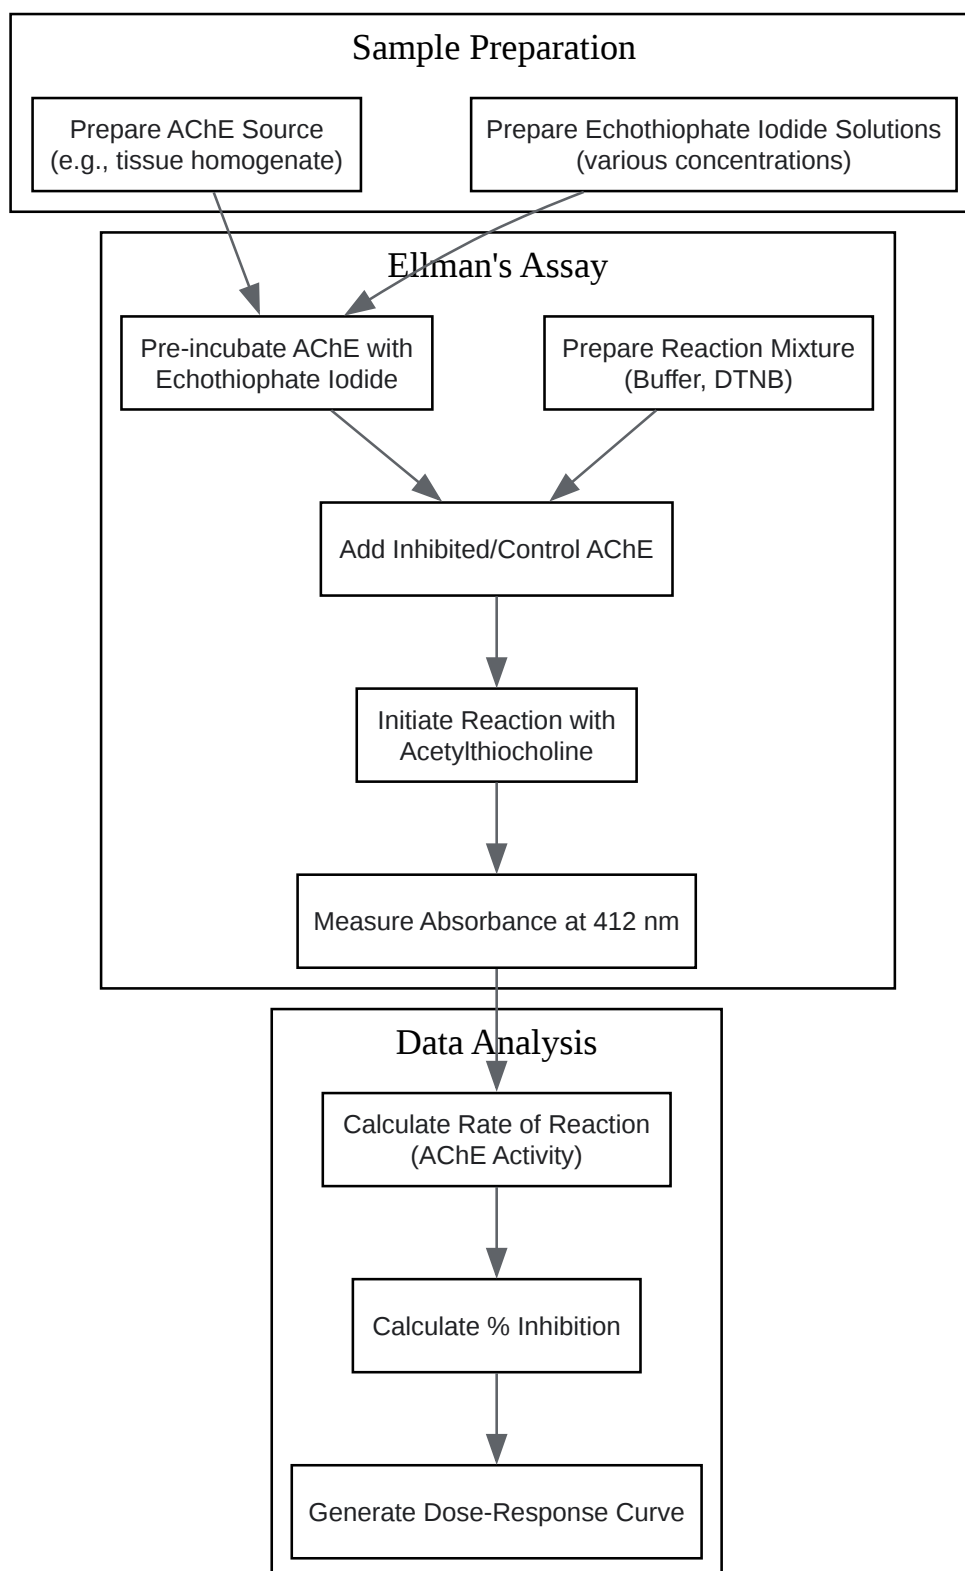 Sample Preparation
Prepare AChE Source
(e.g., tissue homogenate)
Prepare Echothiophate Iodide Solutions
(various concentrations)
Ellman's Assay
Pre-incubate AChE with
Echothiophate Iodide
Prepare Reaction Mixture
(Buffer, DTNB)
Add Inhibited/Control AChE
Initiate Reaction with
Acetylthiocholine
Measure Absorbance at 412 nm
Data Analysis
Calculate Rate of Reaction
(AChE Activity)
Calculate % Inhibition
Generate Dose-Response Curve